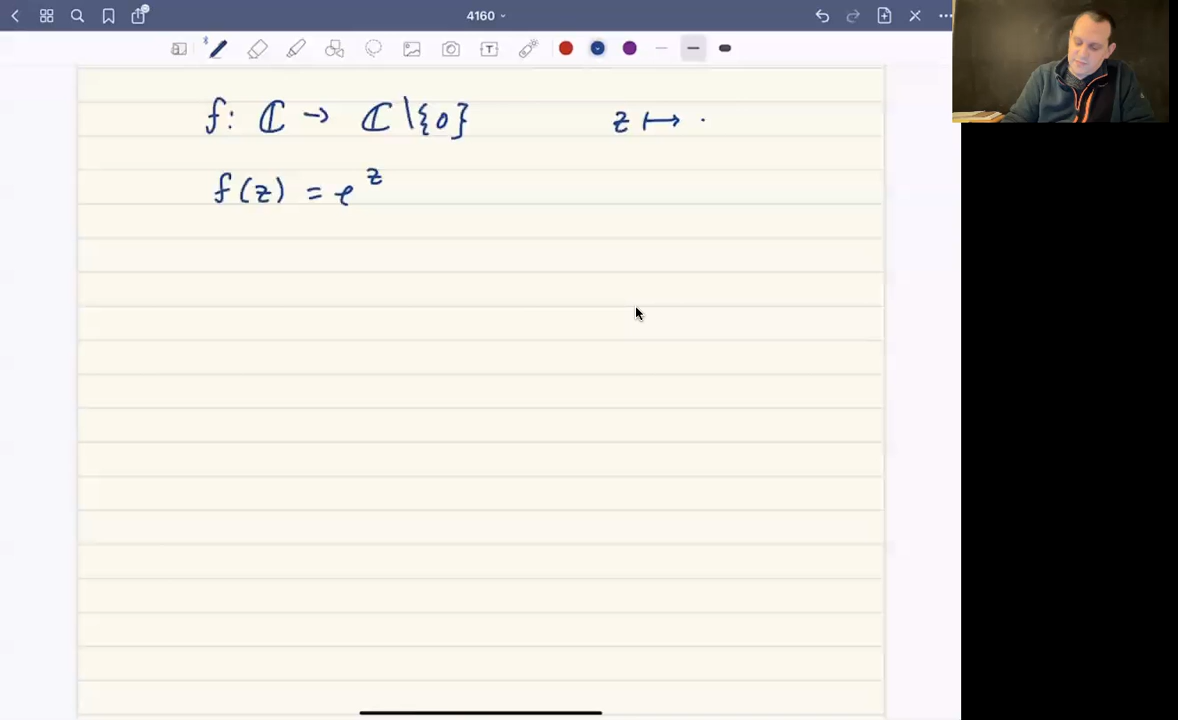 4160
f: ℂ → ℂ \ {0} z ↦ ·
f(z) = e^z